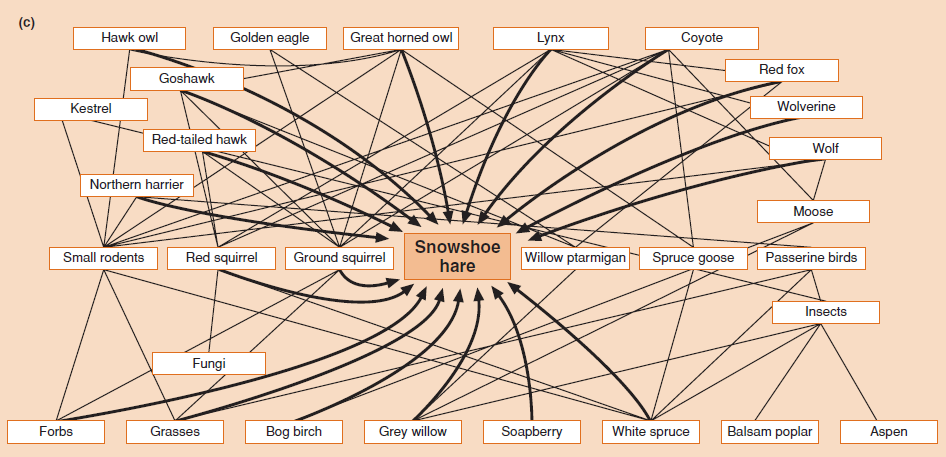 (c)
Hawk owl
Golden eagle
Great horned owl
Lynx
Coyote
Red fox
Goshawk
Wolverine
Kestrel
Red-tailed hawk
Wolf
Northern harrier
Moose
Small rodents
Red squirrel
Ground squirrel
Snowshoe
hare
Willow ptarmigan
Spruce goose
Passerine birds
Insects
Fungi
Forbs
Grasses
Bog birch
Grey willow
Soapberry
White spruce
Balsam poplar
Aspen